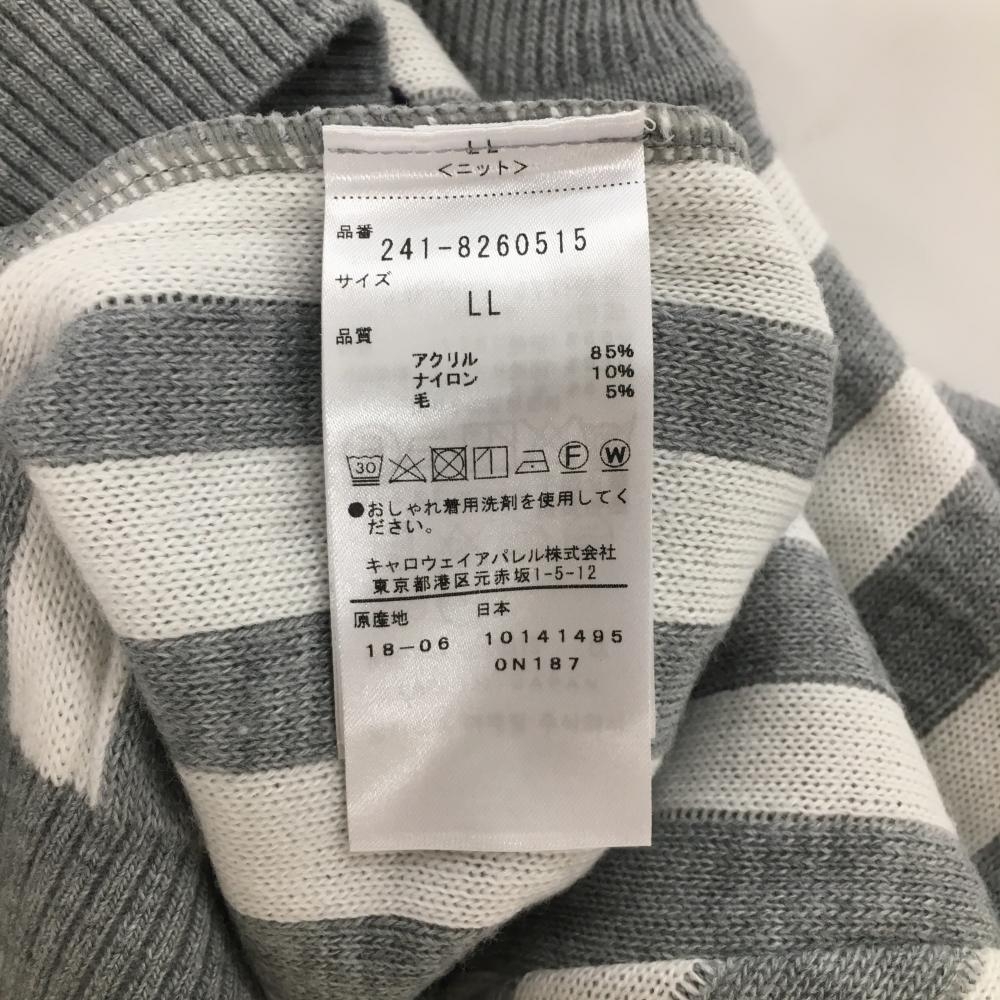 LL
<ニット>
品番 241-8260515
サイズ
LL
品質
アクリル 85%
ナイロン 10%
毛 5%
30 F W
●おしゃれ着用洗剤を使用してく
ださい。
キャロウェイアパレル株式会社
東京都港区元赤坂1-5-12
原産地 日本
18-06 10141495
0N187